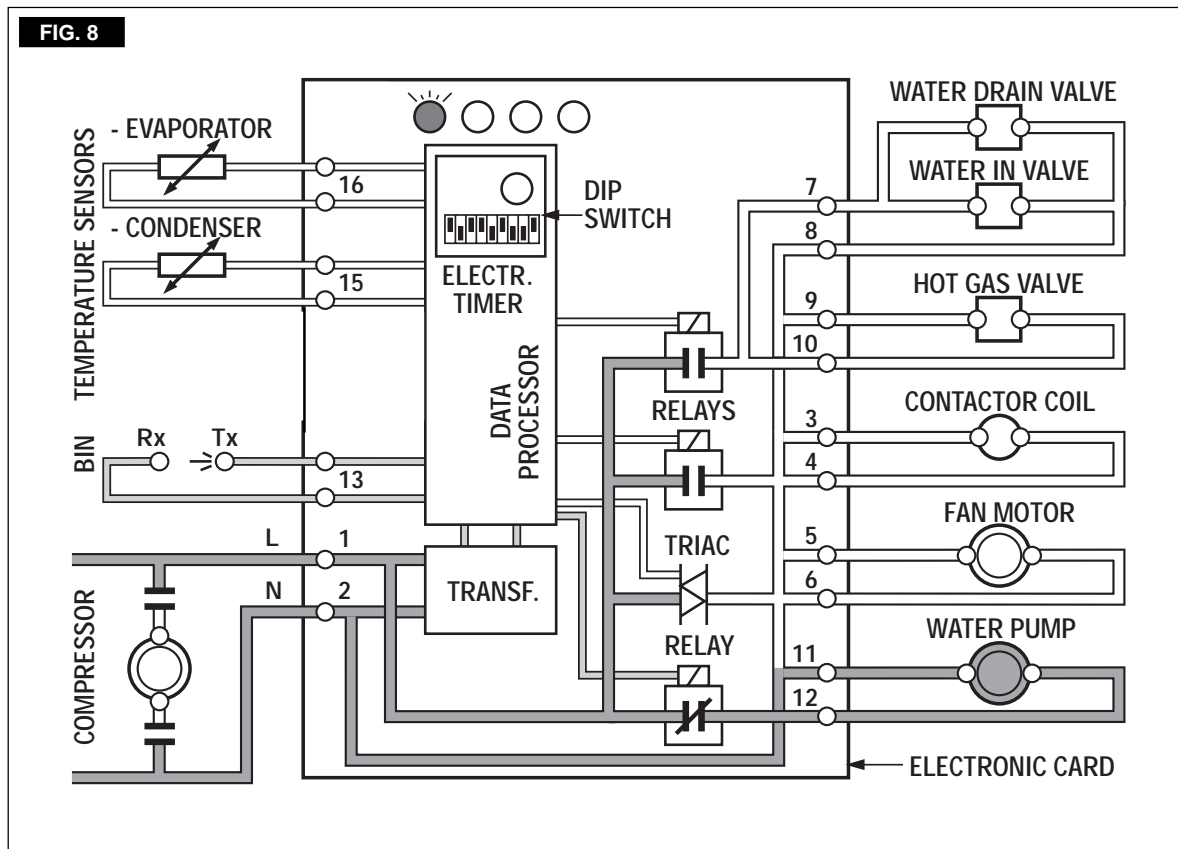 FIG. 8
WATER DRAIN VALVE
- EVAPORATOR
TEMPERATURE SENSORS
16
DIP
SWITCH
7
WATER IN VALVE
- CONDENSER
8
15
ELECTR.
TIMER
HOT GAS VALVE
9
10
DATA
PROCESSOR
RELAYS
CONTACTOR COIL
3
BIN
Rx
Tx
4
13
FAN MOTOR
L
1
TRIAC
5
N
2
TRANSF.
6
COMPRESSOR
RELAY
WATER PUMP
11
12
ELECTRONIC CARD